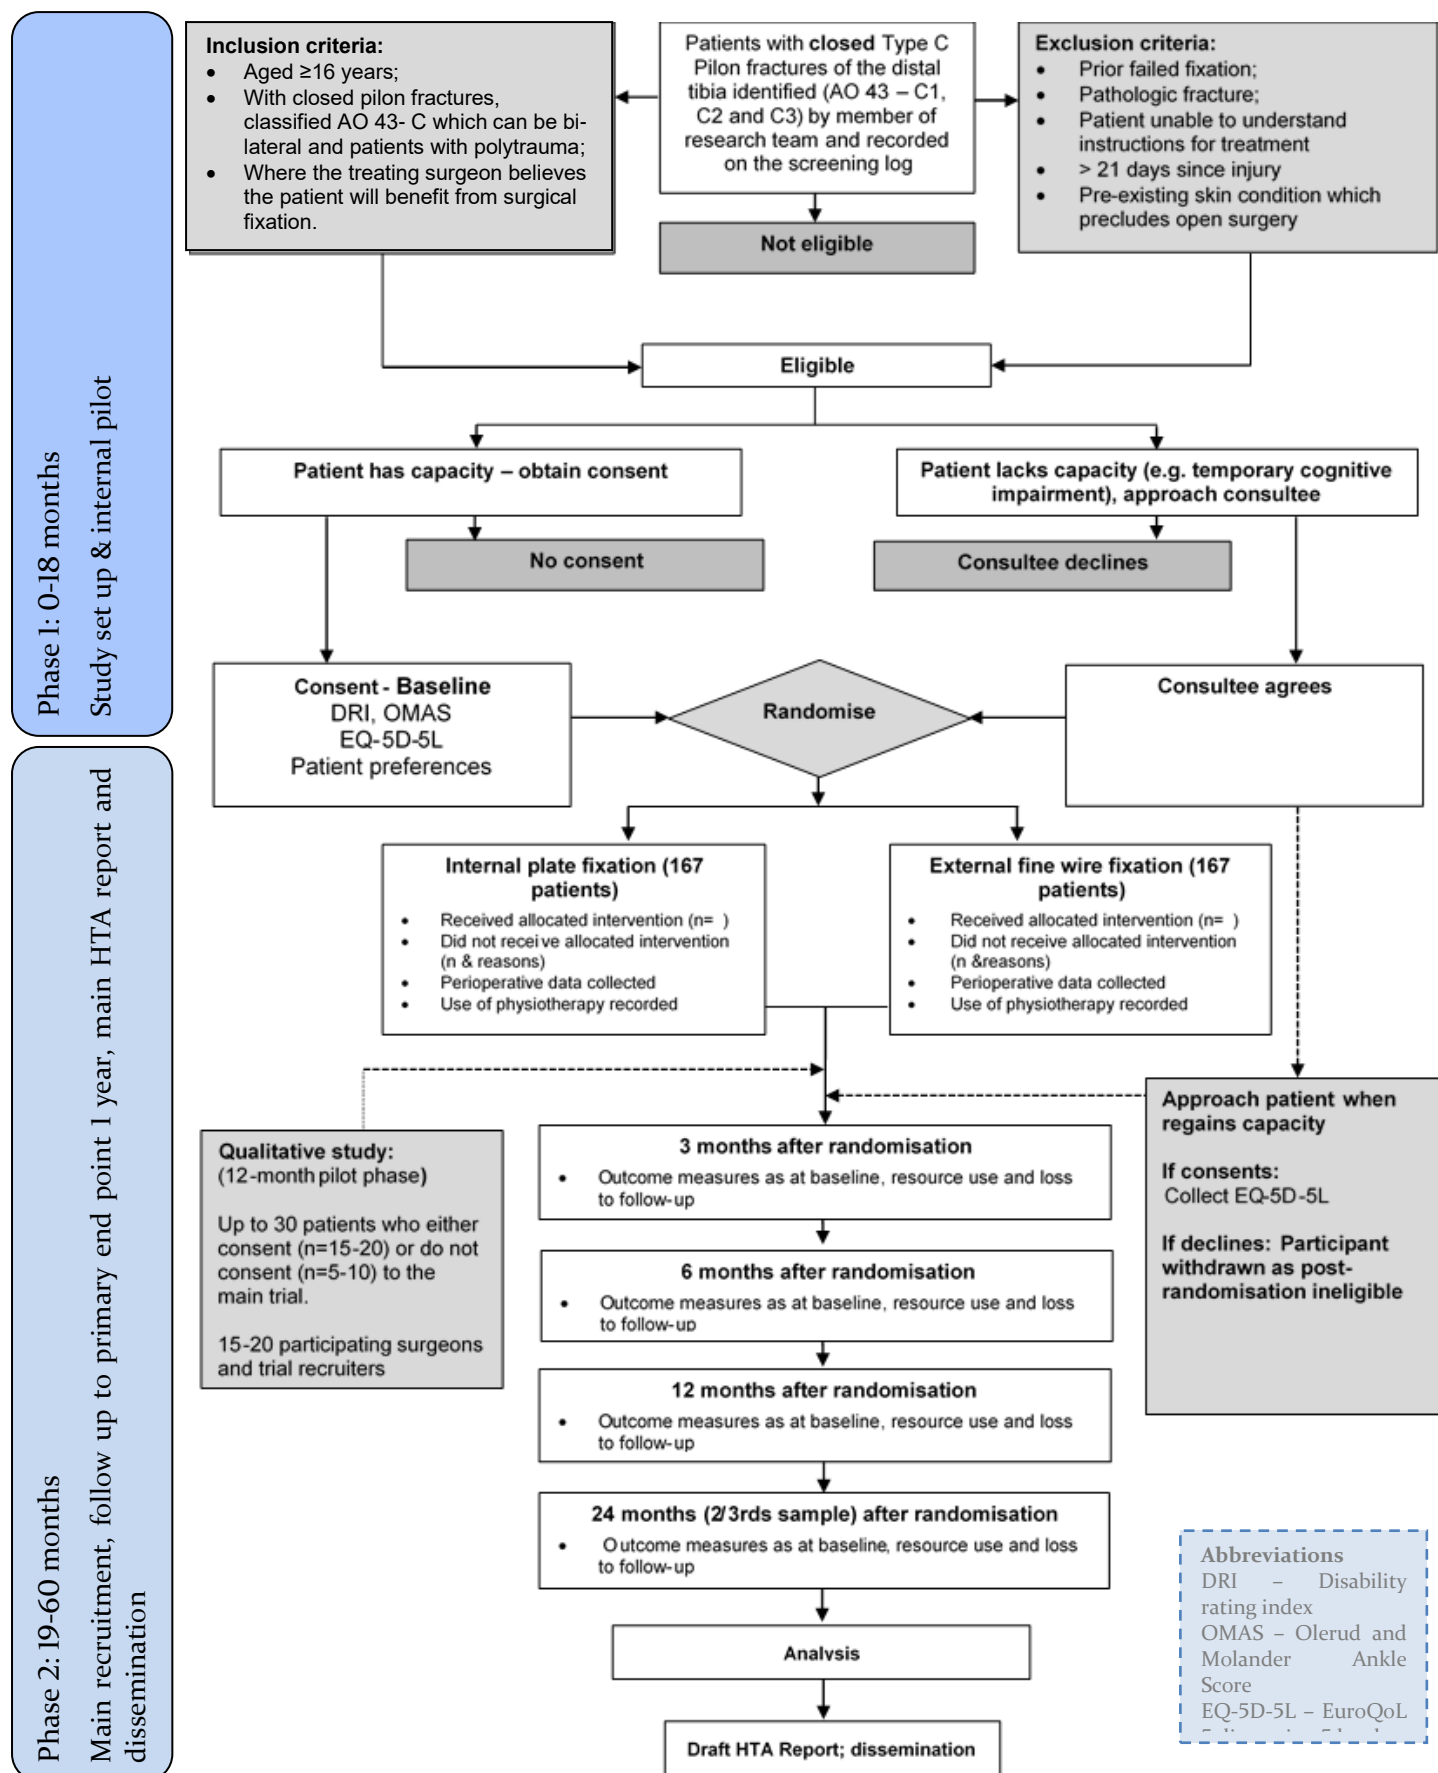 Phase 1: 0-18 months
Study set up & internal pilot
Inclusion criteria:
• Aged ≥16 years;
• With closed pilon fractures,
classified AO 43- C which can be bi-
lateral and patients with polytrauma;
• Where the treating surgeon believes
the patient will benefit from surgical
fixation.
Patients with closed Type C
Pilon fractures of the distal
tibia identified (AO 43 – C1,
C2 and C3) by member of
research team and recorded
on the screening log
Exclusion criteria:
• Prior failed fixation;
• Pathologic fracture;
• Patient unable to understand
instructions for treatment
• > 21 days since injury
• Pre-existing skin condition which
precludes open surgery
Not eligible
Eligible
Patient has capacity – obtain consent
Patient lacks capacity (e.g. temporary cognitive
impairment), approach consultee
No consent
Consultee declines
Consent - Baseline
DRI, OMAS
EQ-5D-5L
Patient preferences
Randomise
Consultee agrees
Phase 2: 19-60 months
Main recruitment, follow up to primary end point 1 year, main HTA report and
dissemination
Internal plate fixation (167
patients)
• Received allocated intervention (n= )
• Did not receive allocated intervention
(n & reasons)
• Perioperative data collected
• Use of physiotherapy recorded
External fine wire fixation (167
patients)
• Received allocated intervention (n= )
• Did not receive allocated intervention
(n &reasons)
• Perioperative data collected
• Use of physiotherapy recorded
Qualitative study:
(12-month pilot phase)
Up to 30 patients who either
consent (n=15-20) or do not
consent (n=5-10) to the
main trial.
15-20 participating surgeons
and trial recruiters
3 months after randomisation
• Outcome measures as at baseline, resource use and loss
to follow-up
Approach patient when
regains capacity
If consents:
Collect EQ-5D-5L
If declines: Participant
withdrawn as post-
randomisation ineligible
6 months after randomisation
• Outcome measures as at baseline, resource use and loss
to follow-up
12 months after randomisation
• Outcome measures as at baseline, resource use and loss
to follow-up
24 months (2/3rds sample) after randomisation
• Outcome measures as at baseline, resource use and loss
to follow-up
Analysis
Draft HTA Report; dissemination
Abbreviations
DRI – Disability
rating index
OMAS – Olerud and
Molander Ankle
Score
EQ-5D-5L – EuroQoL